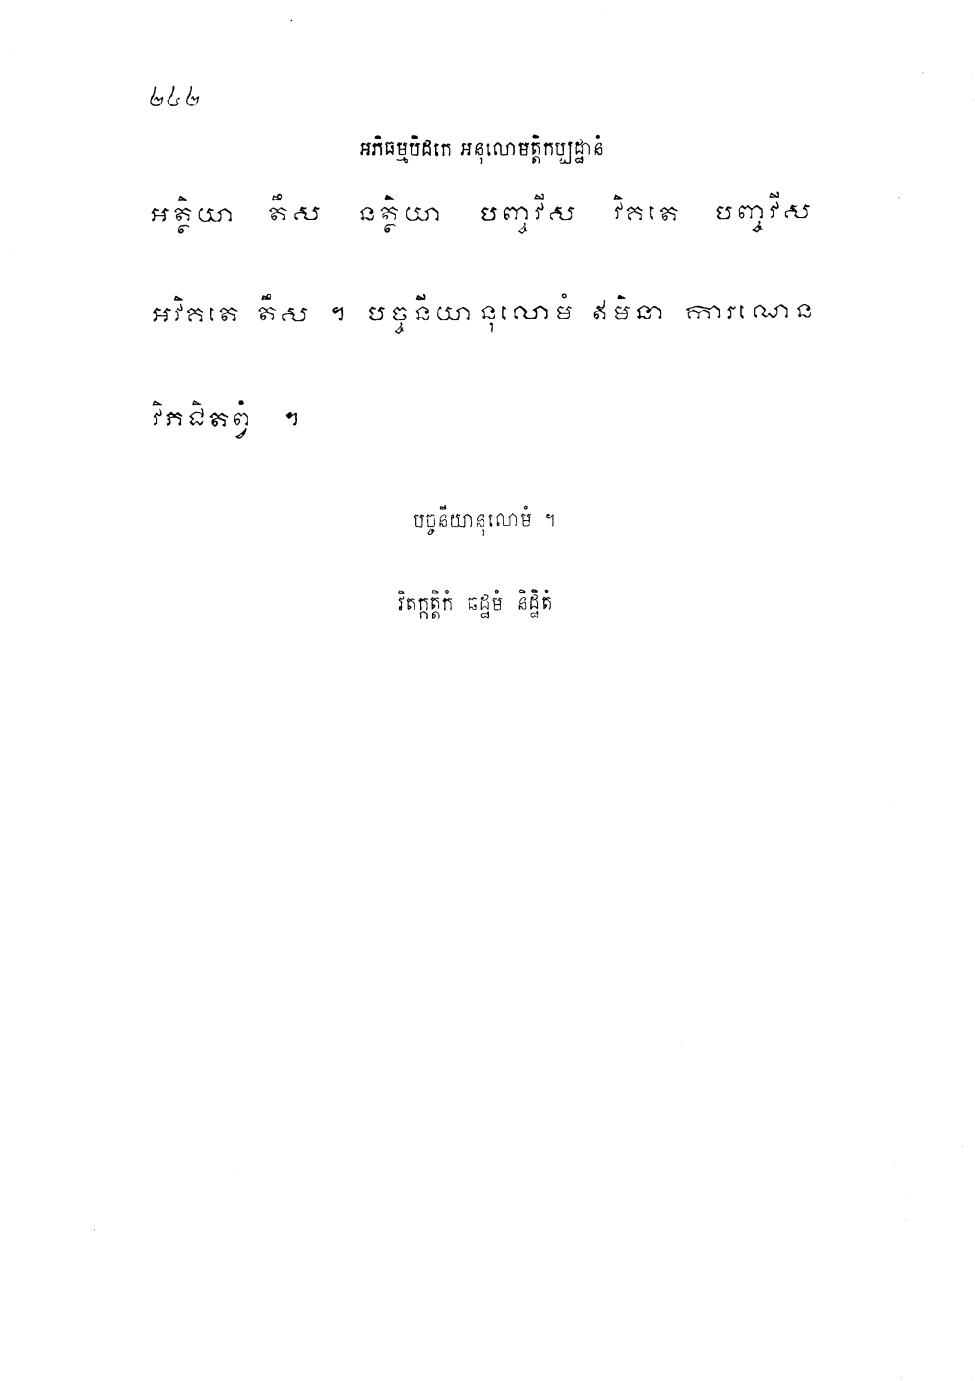 ២៤២
អភិធម្មបិដកេ អនុលោមត្តិកប្បដ្ឋានំ
អត្ថិយា តឹស នត្ថិយា បញ្ចវីស វិគតេ បញ្ចវីស
អវិគតេ តឹស ។ បច្ចនីយានុលោមំ ឥមិនា ការណេន
វិភជិតព្វំ ។
បច្ចនីយានុលោមំ ។
វិតក្កត្តិកំ ឆដ្ឋមំ និដ្ឋិតំ